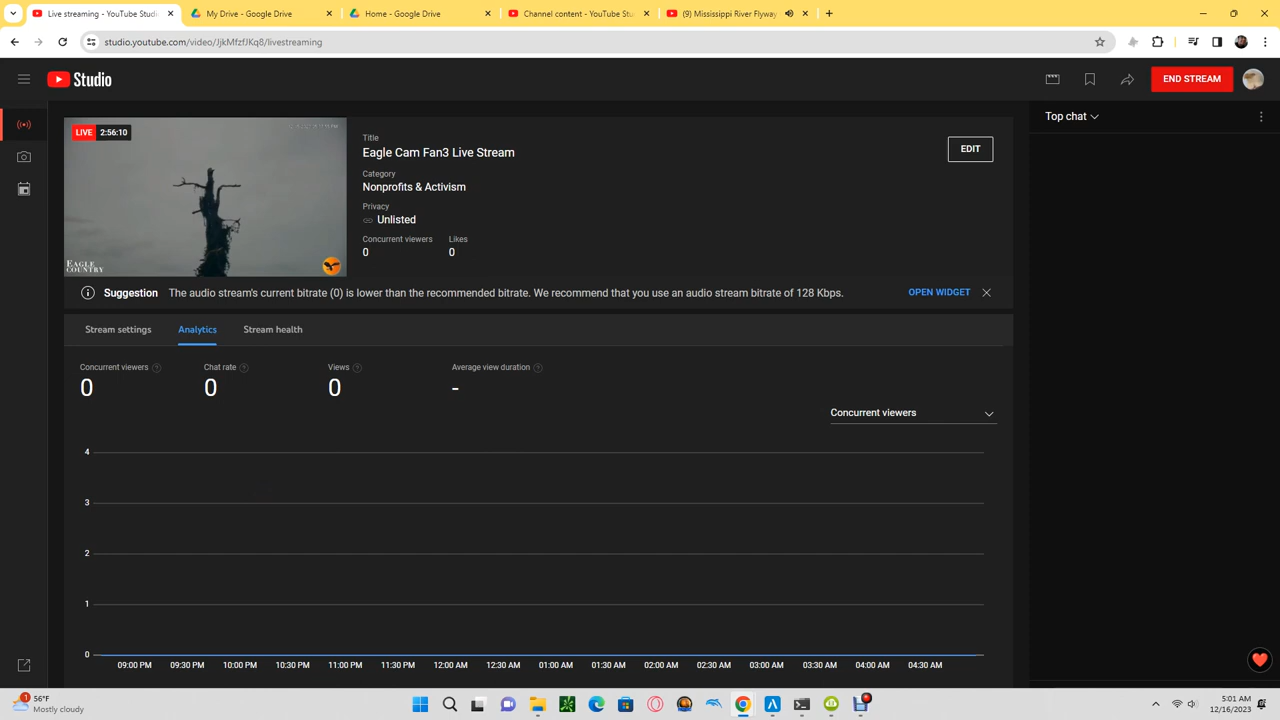 Live streaming - YouTube Studi
My Drive - Google Drive
Home - Google Drive
Channel content - YouTube Stu
(9) Mississippi River Flyway
studio.youtube.com/video/JjkMfzfJKq8/livestreaming
Studio
END STREAM
LIVE 2:56:10
EAGLE
COUNTRY
Title
Eagle Cam Fan3 Live Stream
EDIT
Category
Nonprofits & Activism
Privacy
Unlisted
Concurrent viewers Likes
0 0
Top chat
Suggestion The audio stream's current bitrate (0) is lower than the recommended bitrate. We recommend that you use an audio stream bitrate of 128 Kbps. OPEN WIDGET
Stream settings Analytics Stream health
Concurrent viewers ? Chat rate ? Views ? Average view duration ?
0 0 0 -
Concurrent viewers
4
3
2
1
0
09:00 PM 09:30 PM 10:00 PM 10:30 PM 11:00 PM 11:30 PM 12:00 AM 12:30 AM 01:00 AM 01:30 AM 02:00 AM 02:30 AM 03:00 AM 03:30 AM 04:00 AM 04:30 AM
1
56°F
Mostly cloudy
5:01 AM
12/16/2023